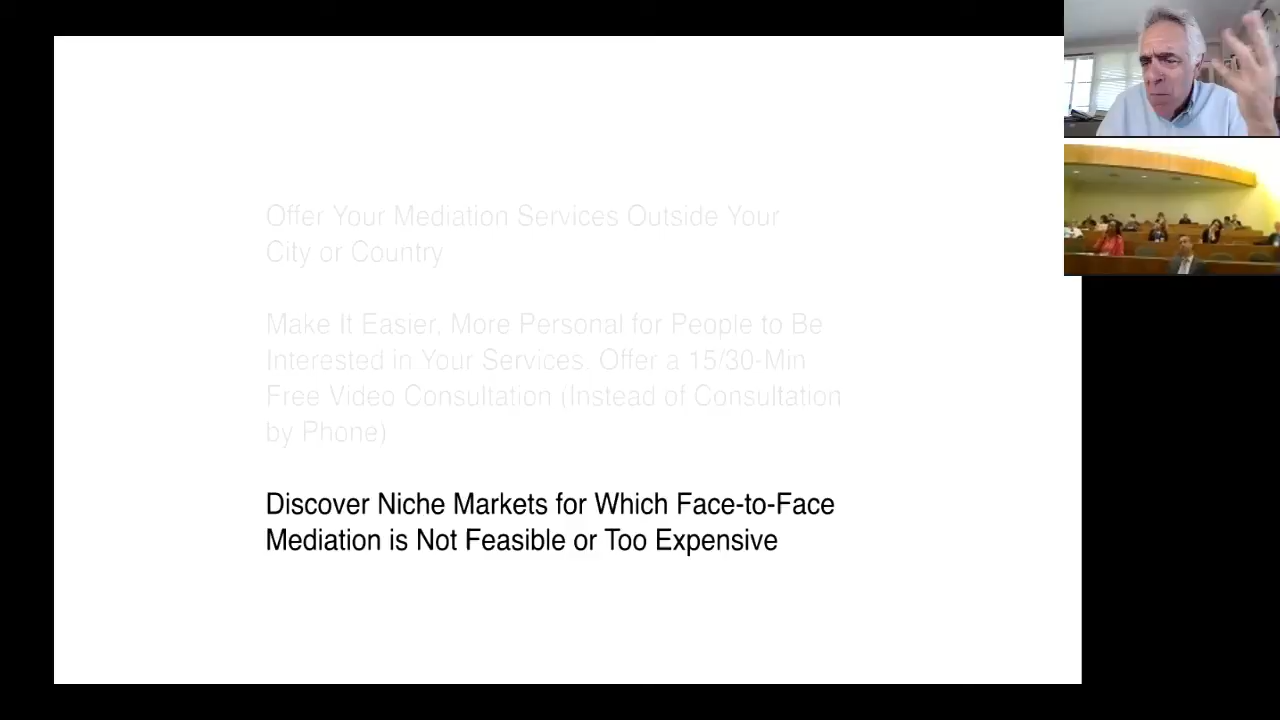 Offer Your Mediation Services Outside Your
City or Country
Make It Easier, More Personal for People to Be
Interested in Your Services. Offer a 15/30-Min
Free Video Consultation (Instead of Consultation
by Phone)
Discover Niche Markets for Which Face-to-Face
Mediation is Not Feasible or Too Expensive